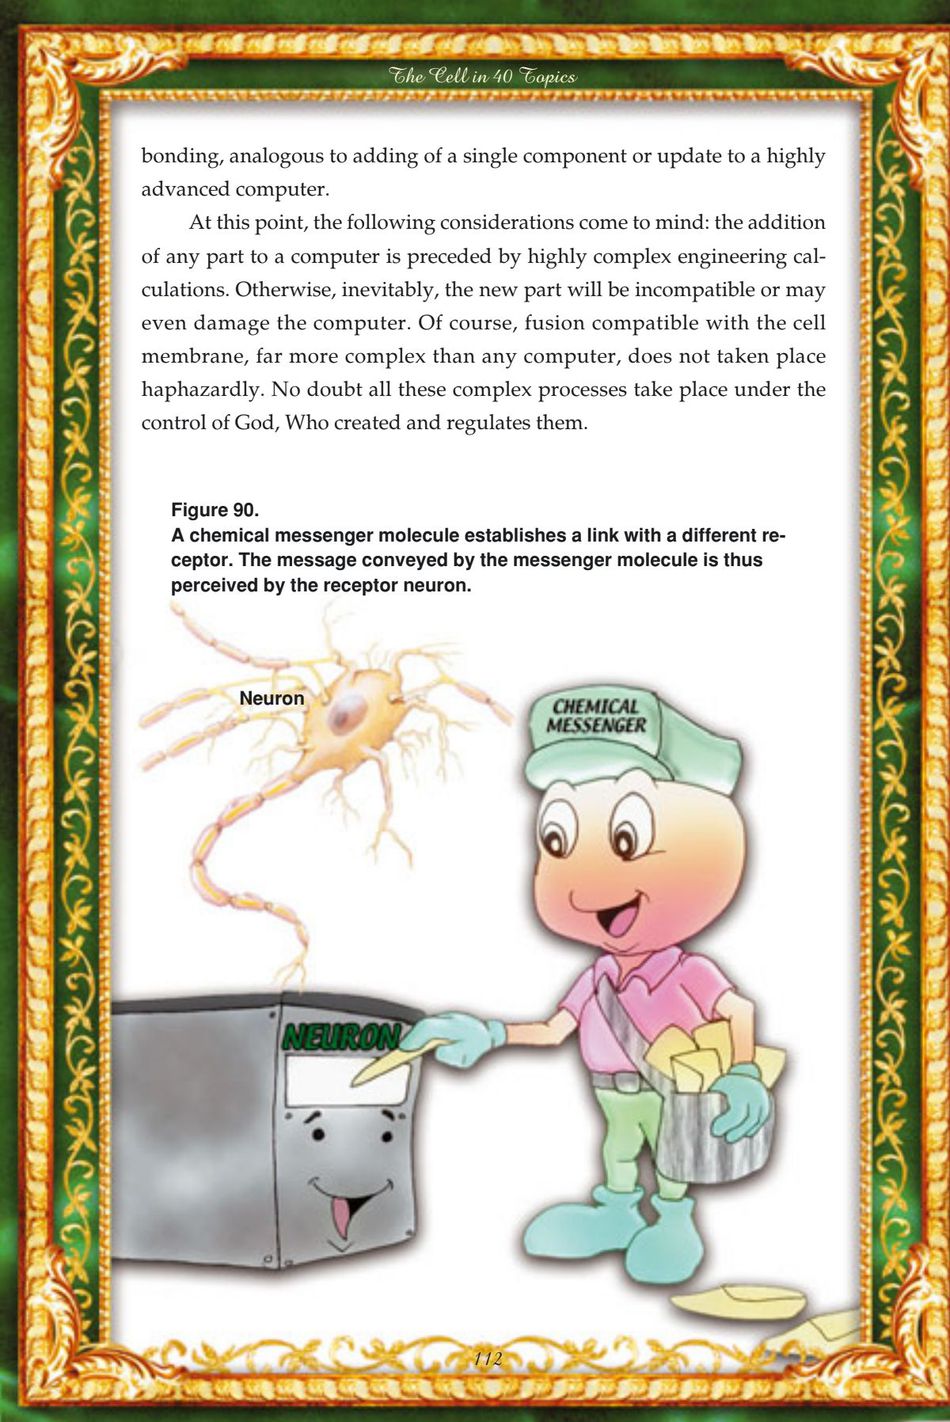 The Cell in 40 Topics
bonding, analogous to adding of a single component or update to a highly
advanced computer.
At this point, the following considerations come to mind: the addition
of any part to a computer is preceded by highly complex engineering cal-
culations. Otherwise, inevitably, the new part will be incompatible or may
even damage the computer. Of course, fusion compatible with the cell
membrane, far more complex than any computer, does not taken place
haphazardly. No doubt all these complex processes take place under the
control of God, Who created and regulates them.
Figure 90.
A chemical messenger molecule establishes a link with a different re-
ceptor. The message conveyed by the messenger molecule is thus
perceived by the receptor neuron.
Neuron
CHEMICAL
MESSENGER
NEURON
112